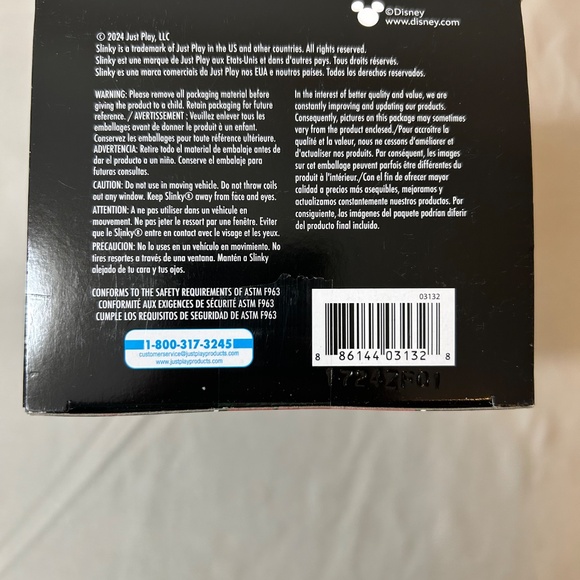 ©Disney
www.disney.com
© 2024 Just Play, LLC
Slinky is a trademark of Just Play in the US and other countries. All rights reserved.
Slinky est une marque de Just Play aux Etats-Unis et dans d'autres pays. Tous droits réservés.
Slinky es una marca comercial da Just Play nos EUA e noutros países. Todos los derechos reservados.
WARNING: Please remove all packaging material before
giving the product to a child. Retain packaging for future
reference. / AVERTISSEMENT : Veuillez enlever tous les
emballages avant de donner le produit à un enfant.
Conservez les emballages pour toute référence ultérieure.
ADVERTENCIA: Retire todo el material de embalaje antes de
dar el producto a un niño. Conserve el embalaje para
futuras consultas.
CAUTION: Do not use in moving vehicle. Do not throw coils
out any window. Keep Slinky® away from face and eyes.
ATTENTION : A ne pas utiliser dans un véhicule en
mouvement. Ne pas jeter le ressort par une fenêtre. Eviter
que le Slinky® entre en contact avec le visage et les yeux.
PRECAUCION: No lo uses en un vehículo en movimiento. No
tires resortes a través de una ventana. Mantén a Slinky
alejado de tu cara y tus ojos.
In the interest of better quality and value, we are
constantly improving and updating our products.
Consequently, pictures on this package may sometimes
vary from the product enclosed./Pour accroître la
qualité et la valeur, nous ne cessons d'améliorer et
d'actualiser nos produits. Par conséquent, les images
sur cet emballage peuvent parfois être différentes du
produit à l'intérieur./Con el fin de ofrecer mayor
calidad a precios más asequibles, mejoramos y
actualizamos constantemente nuestros productos. Por
consiguiente, las imágenes del paquete podrían diferir
del producto final incluido.
CONFORMS TO THE SAFETY REQUIREMENTS OF ASTM F963
CONFORMITÉ AUX EXIGENCES DE SÉCURITÉ ASTM F963
CUMPLE LOS REQUISITOS DE SEGURIDAD DE ASTM F963
1-800-317-3245
customerservice@justplayproducts.com
www.justplayproducts.com
03132
8 86144 03132 8